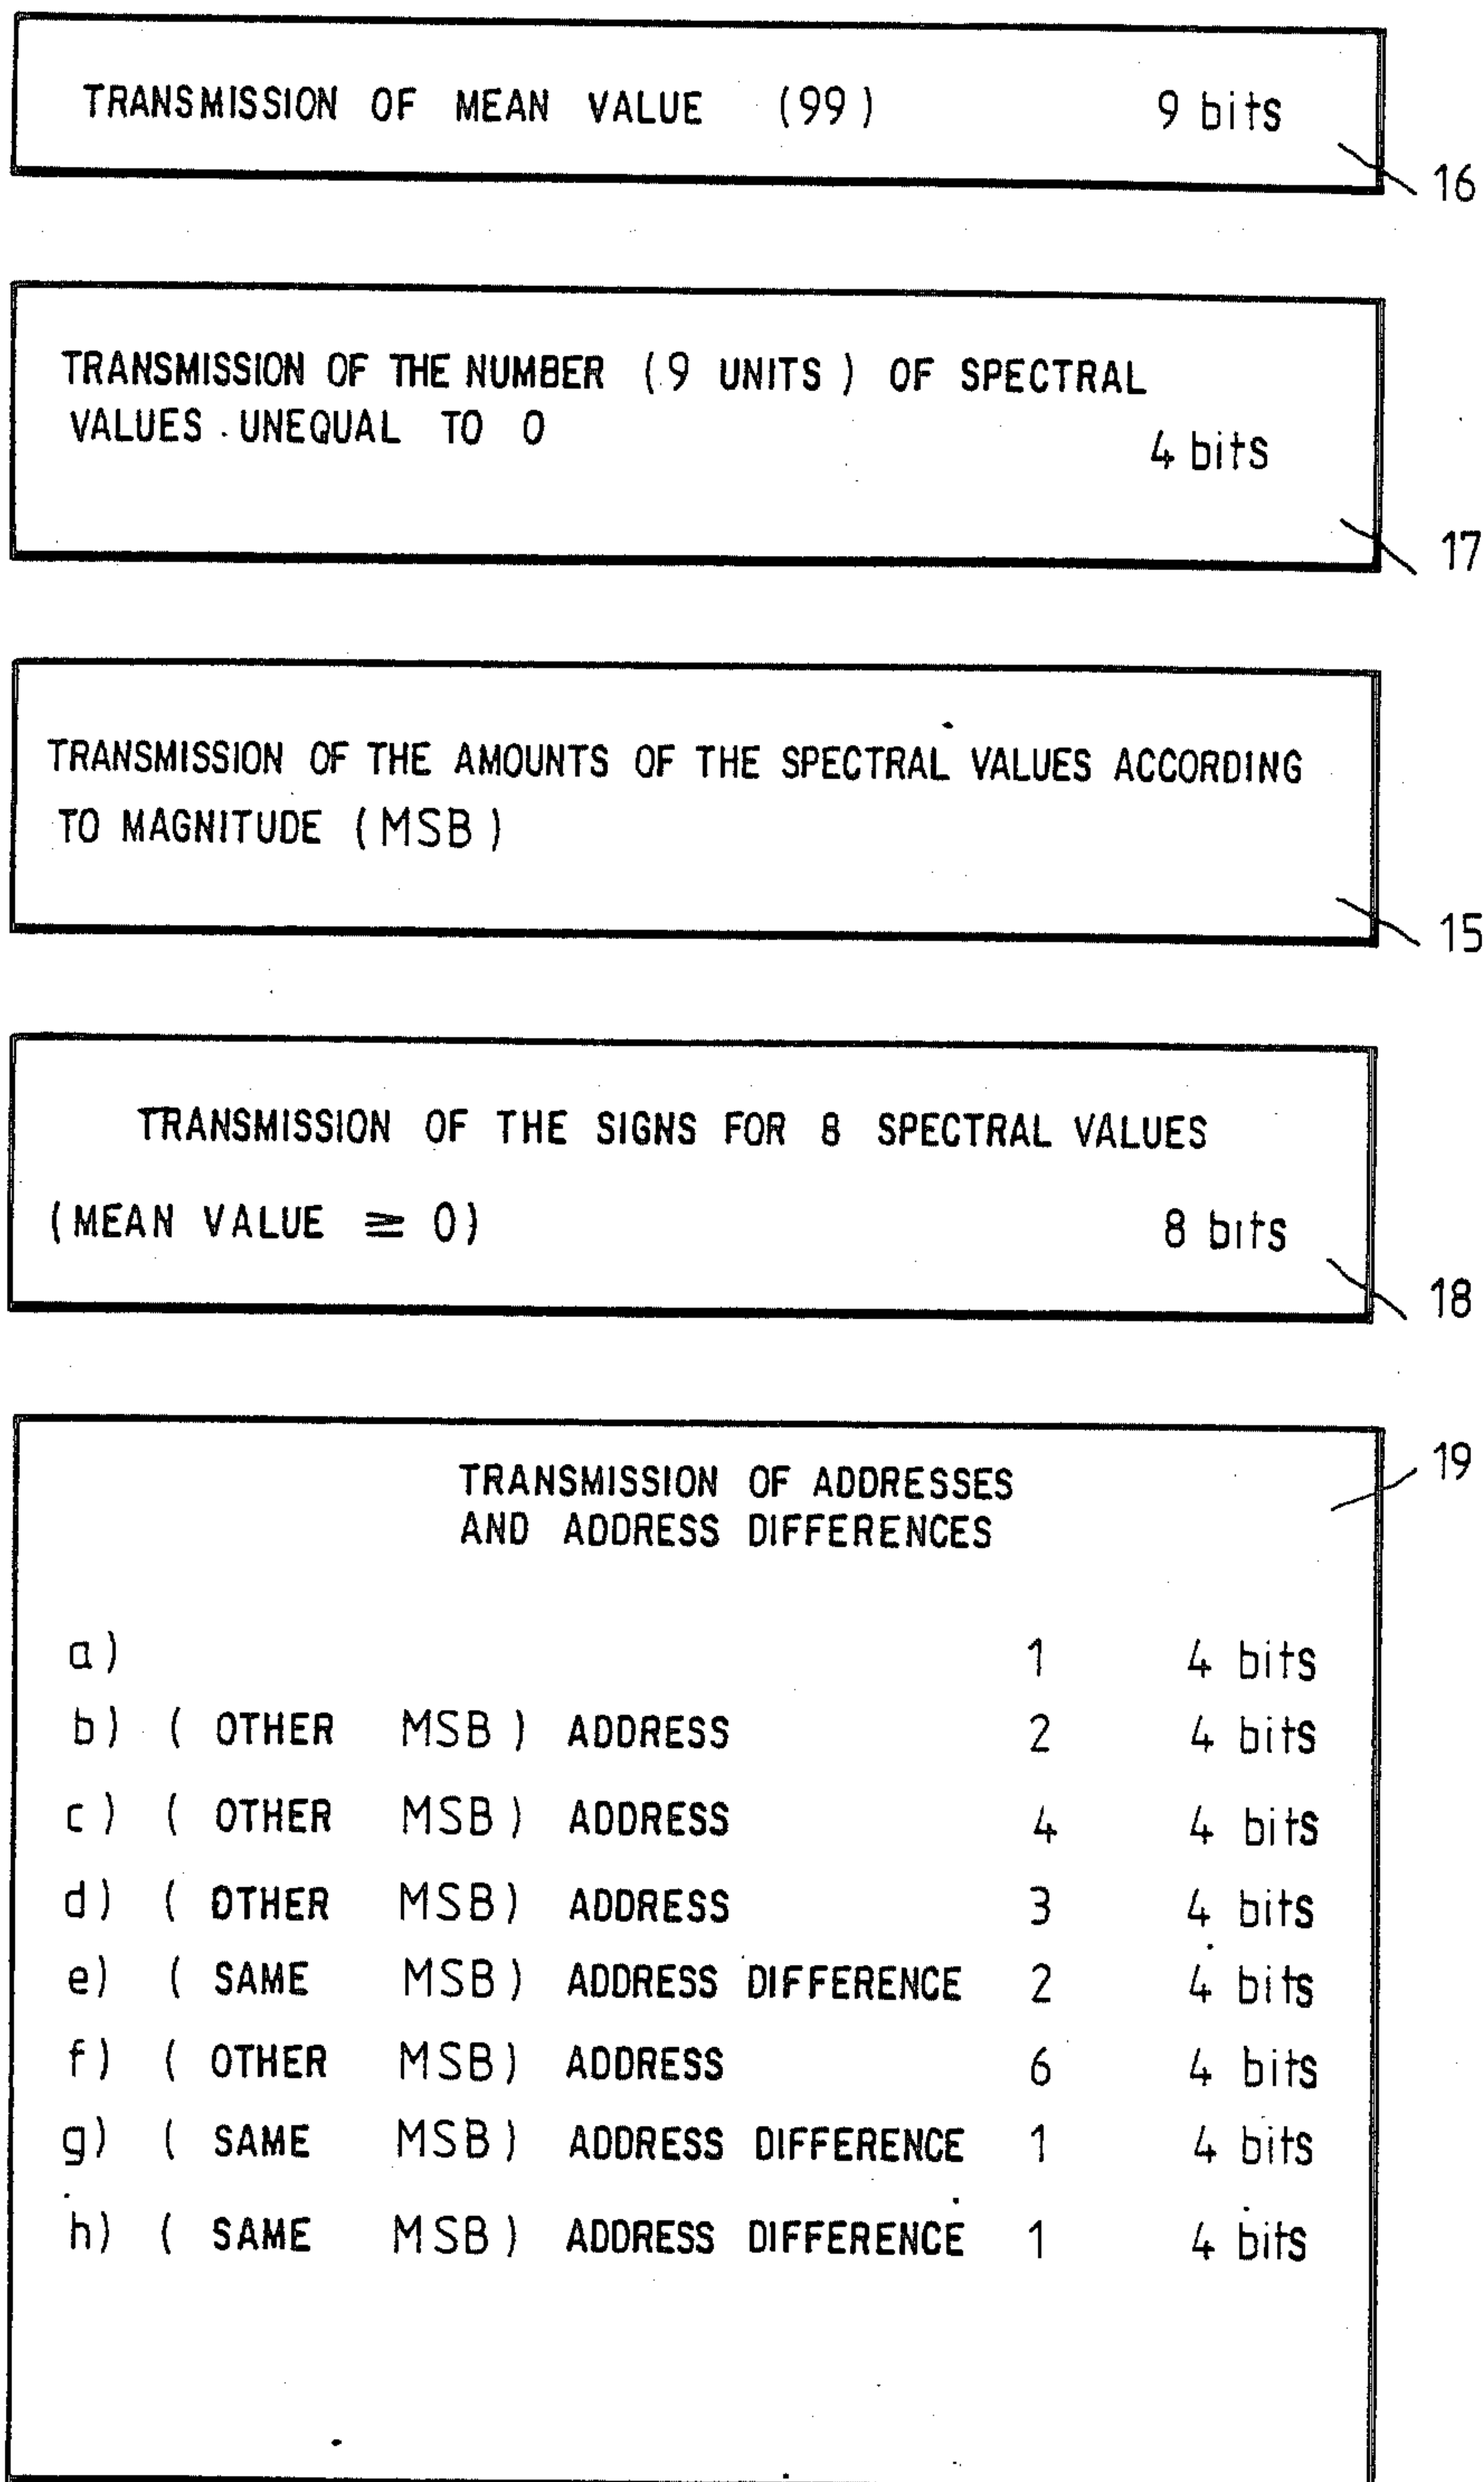 TRANSMISSION OF MEAN VALUE (99) 9 bits
16
TRANSMISSION OF THE NUMBER (9 UNITS) OF SPECTRAL
VALUES UNEQUAL TO 0
4 bits
17
TRANSMISSION OF THE AMOUNTS OF THE SPECTRAL VALUES ACCORDING
TO MAGNITUDE (MSB)
15
TRANSMISSION OF THE SIGNS FOR 8 SPECTRAL VALUES
(MEAN VALUE ≥ 0) 8 bits
18
19
TRANSMISSION OF ADDRESSES
AND ADDRESS DIFFERENCES
a) 1 4 bits
b) (OTHER MSB) ADDRESS 2 4 bits
c) (OTHER MSB) ADDRESS 4 4 bits
d) (OTHER MSB) ADDRESS 3 4 bits
e) (SAME MSB) ADDRESS DIFFERENCE 2 4 bits
f) (OTHER MSB) ADDRESS 6 4 bits
g) (SAME MSB) ADDRESS DIFFERENCE 1 4 bits
h) (SAME MSB) ADDRESS DIFFERENCE 1 4 bits